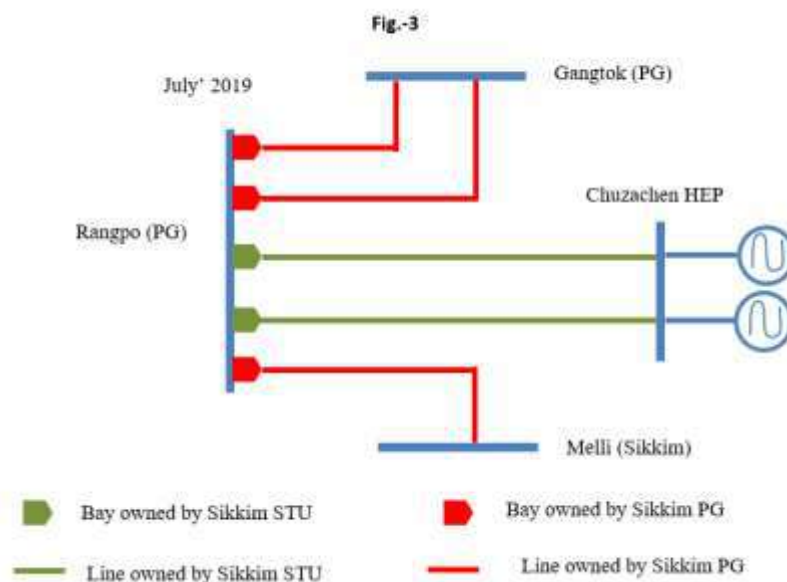 Fig.-3
July' 2019
Gangtok (PG)
Chuzachen HEP
Rangpo (PG)
Melli (Sikkim)
Bay owned by Sikkim STU
Bay owned by Sikkim PG
Line owned by Sikkim STU
Line owned by Sikkim PG